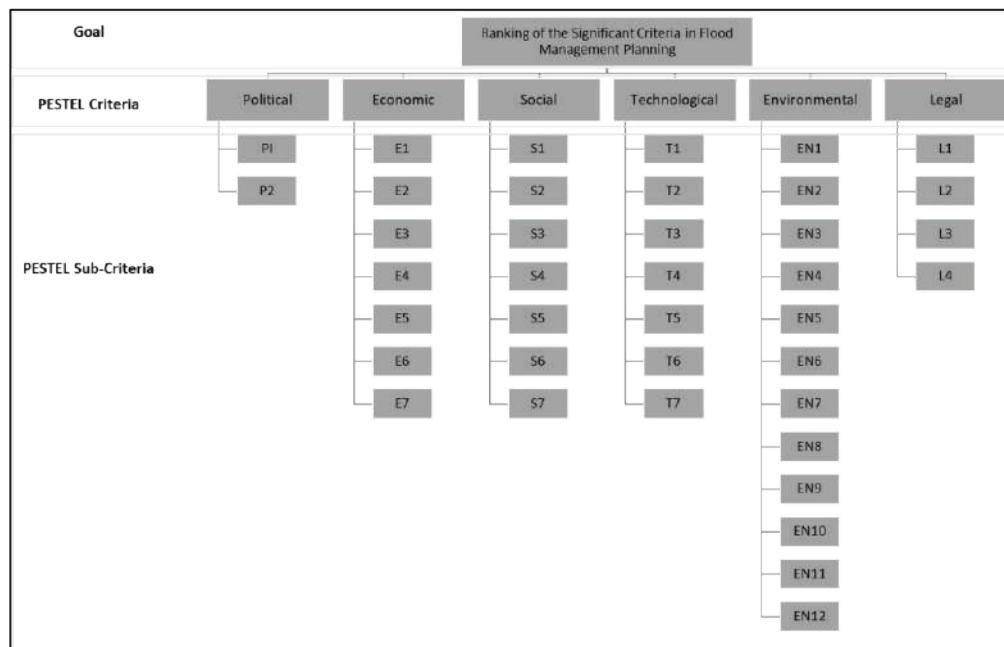 Goal
Ranking of the Significant Criteria in Flood
Management Planning
PESTEL Criteria
Political
Economic
Social
Technological
Environmental
Legal
PESTEL Sub-Criteria
PI
P2
E1
E2
E3
E4
E5
E6
E7
S1
S2
S3
S4
S5
S6
S7
T1
T2
T3
T4
T5
T6
T7
EN1
EN2
EN3
EN4
EN5
EN6
EN7
EN8
EN9
EN10
EN11
EN12
L1
L2
L3
L4